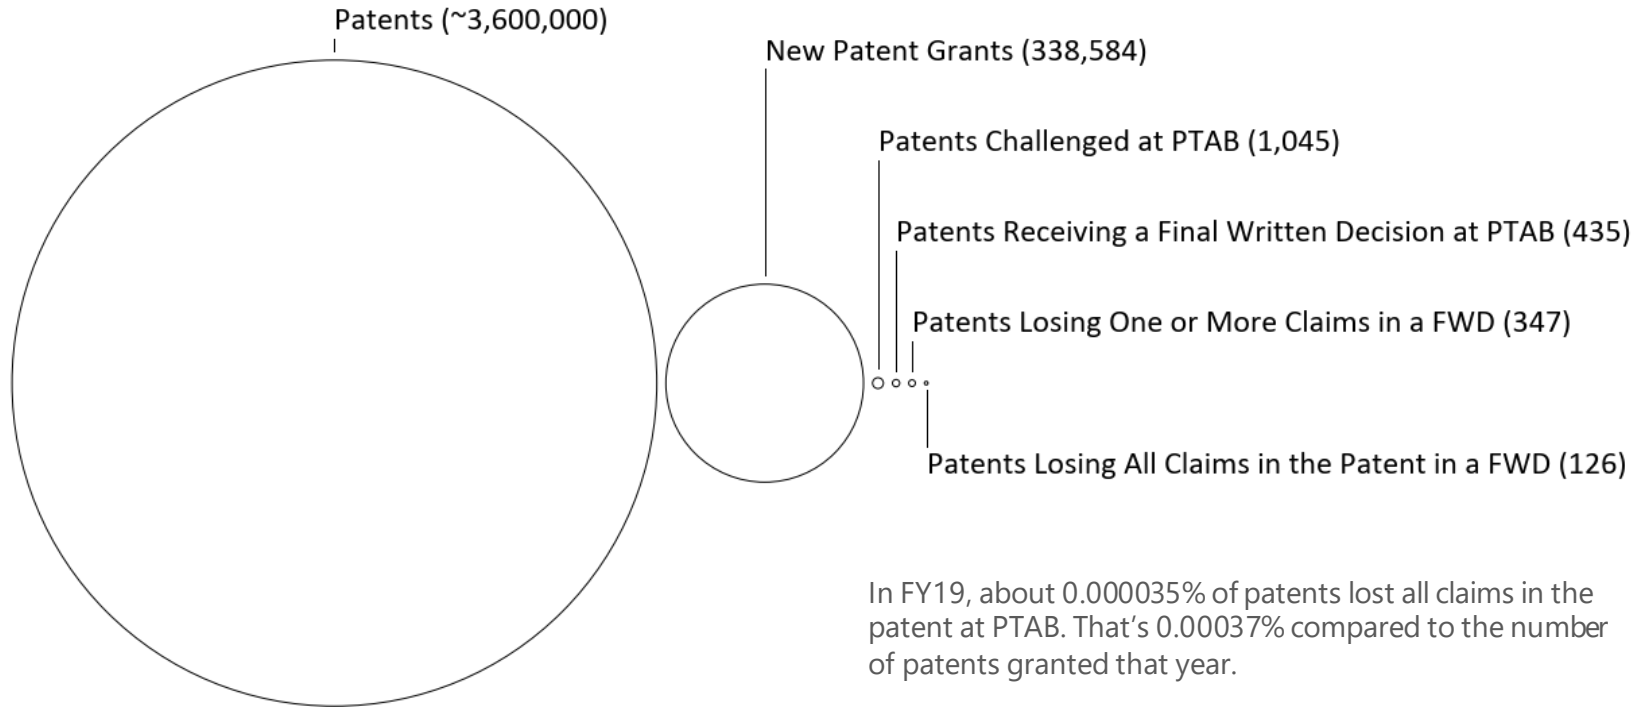 Patents (~3,600,000)
New Patent Grants (338,584)
Patents Challenged at PTAB (1,045)
Patents Receiving a Final Written Decision at PTAB (435)
Patents Losing One or More Claims in a FWD (347)
Patents Losing All Claims in the Patent in a FWD (126)
In FY19, about 0.000035% of patents lost all claims in the
patent at PTAB. That’s 0.00037% compared to the number
of patents granted that year.